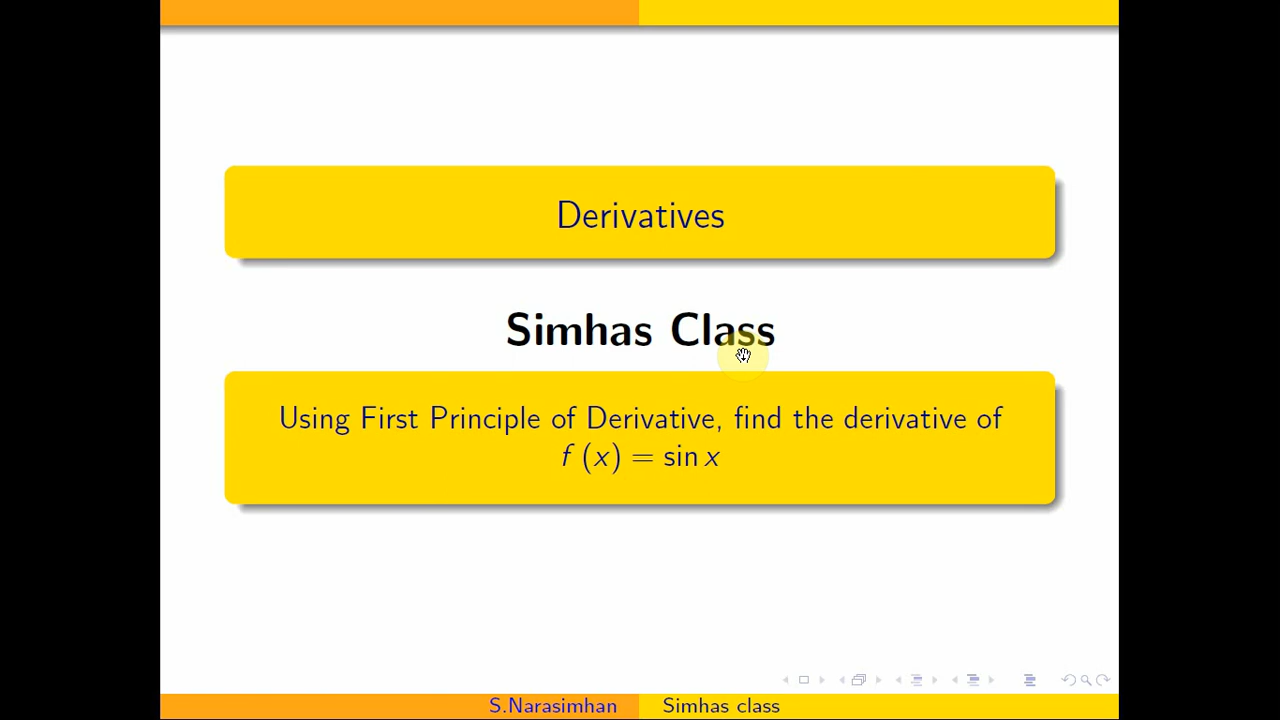 Derivatives
Simhas Class
Using First Principle of Derivative, find the derivative of
f (x) = sin x
S.Narasimhan
Simhas class